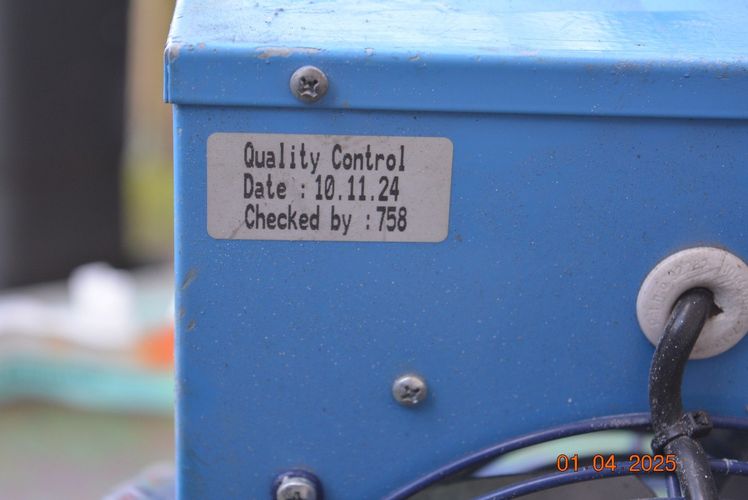 Quality Control
Date : 10.11.24
Checked by : 758
01 04 2025